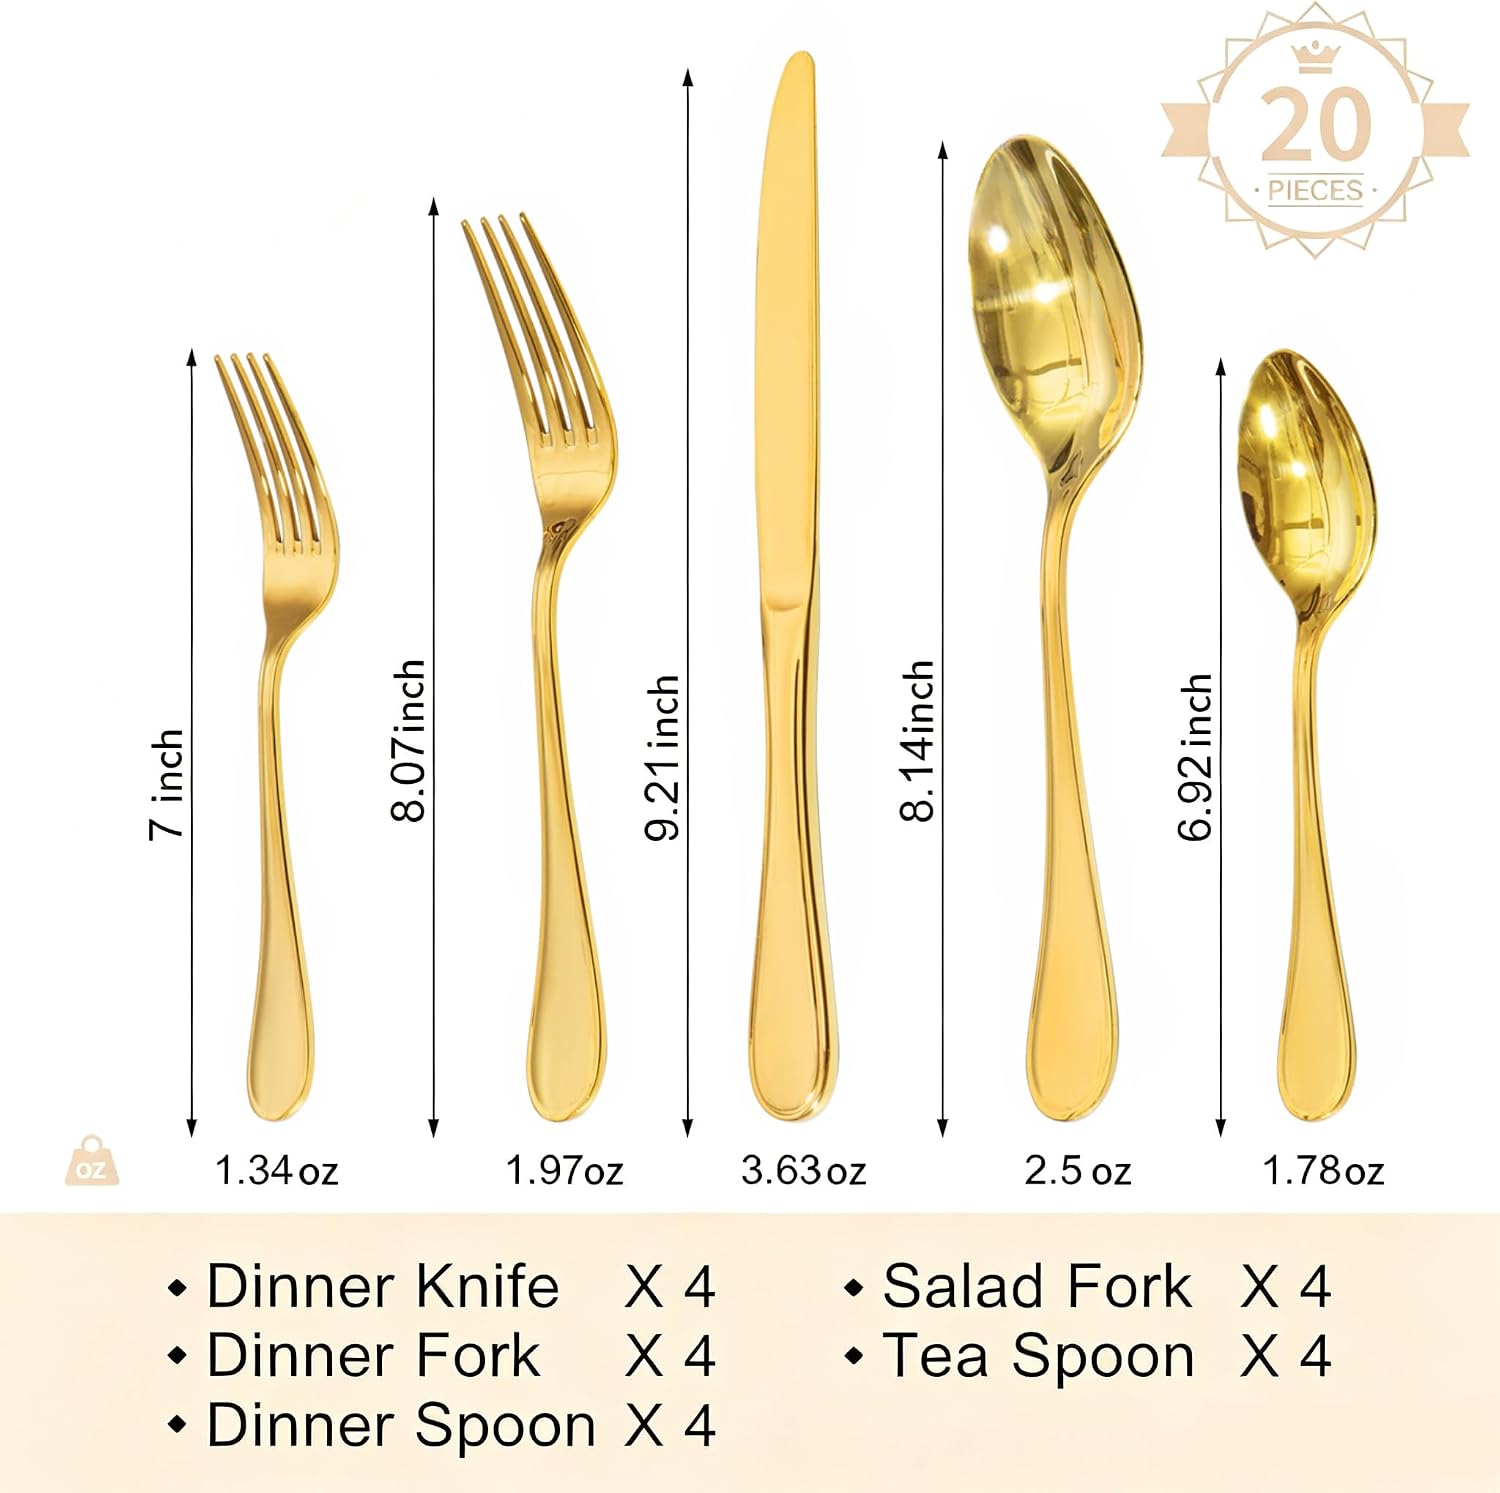 20
· PIECES ·
7 inch
8.07inch
9.21inch
8.14inch
6.92inch
oz
1.34oz
1.97oz
3.63oz
2.5 oz
1.78oz
◆ Dinner Knife X 4
◆ Dinner Fork X 4
◆ Dinner Spoon X 4
◆ Salad Fork X 4
◆ Tea Spoon X 4